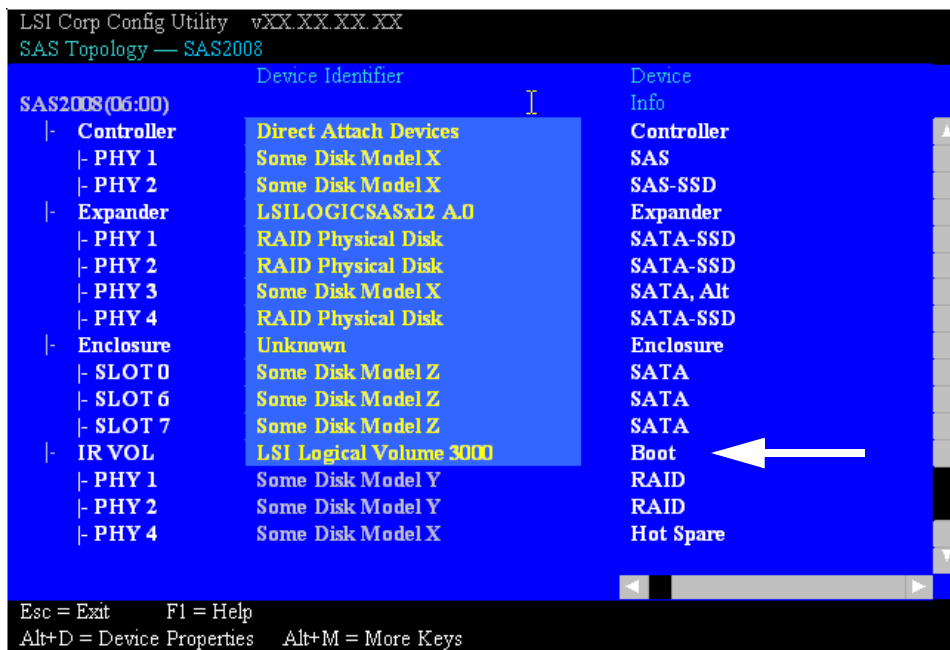 LSI Corp Config Utility vXX.XX.XX.XX
SAS Topology — SAS2008
Device Identifier Device
SAS2008(06:00) Info
|- Controller Direct Attach Devices Controller
|- PHY 1 Some Disk Model X SAS
|- PHY 2 Some Disk Model X SAS-SSD
|- Expander LSILOGICSASx12 A.0 Expander
|- PHY 1 RAID Physical Disk SATA-SSD
|- PHY 2 RAID Physical Disk SATA-SSD
|- PHY 3 Some Disk Model X SATA, Alt
|- PHY 4 RAID Physical Disk SATA-SSD
|- Enclosure Unknown Enclosure
|- SLOT 0 Some Disk Model Z SATA
|- SLOT 6 Some Disk Model Z SATA
|- SLOT 7 Some Disk Model Z SATA
|- IR VOL LSI Logical Volume 3000 Boot
|- PHY 1 Some Disk Model Y RAID
|- PHY 2 Some Disk Model Y RAID
|- PHY 4 Some Disk Model X Hot Spare
Esc = Exit F1 = Help
Alt+D = Device Properties Alt+M = More Keys